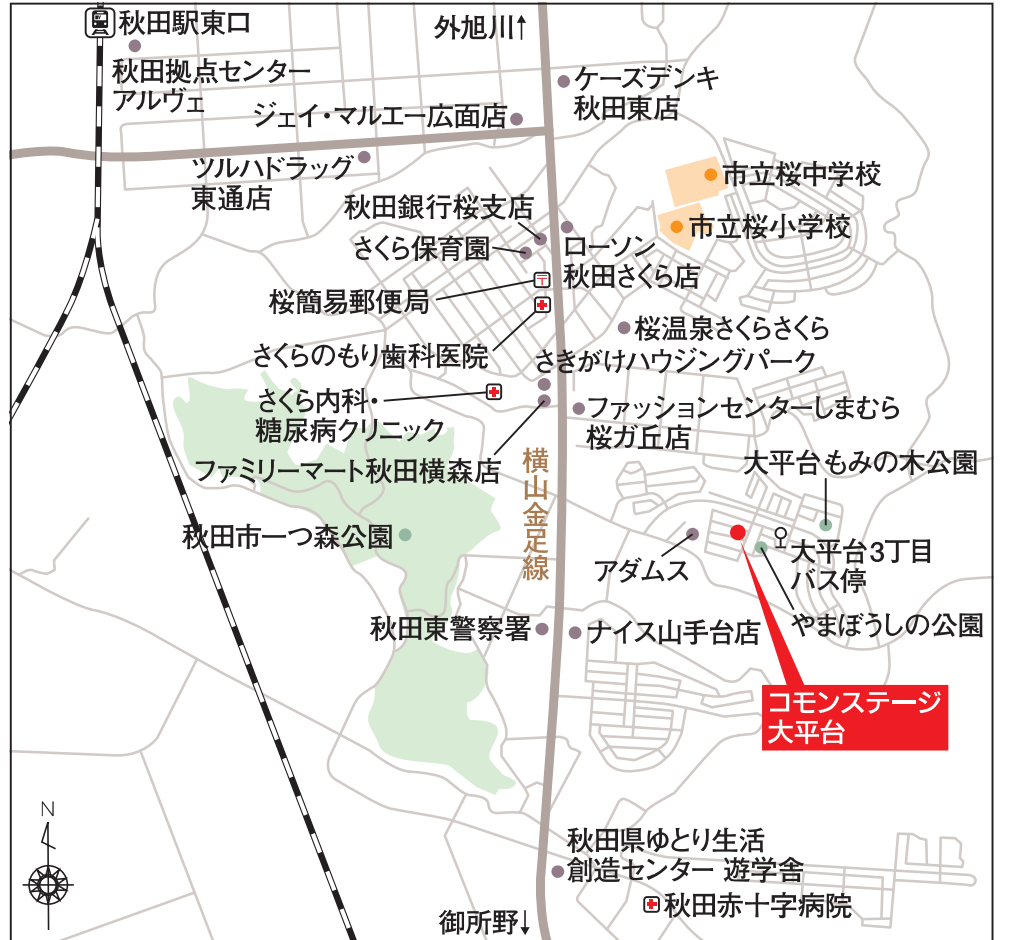 秋田駅東口
外旭川↑
秋田拠点センター
アルヴェ
ケーズデンキ
秋田東店
ジェイ・マルエー広面店
ツルハドラッグ
東通店
市立桜中学校
秋田銀行桜支店
市立桜小学校
さくら保育園
ローソン
秋田さくら店
桜簡易郵便局
〒
桜温泉さくらさくら
さくらのもり歯科医院
さきがけハウジングパーク
さくら内科・
糖尿病クリニック
ファッションセンターしまむら
桜ガ丘店
ファミリーマート秋田横森店
大平台もみの木公園
横山金足線
秋田市一つ森公園
アダムス
大平台3丁目
バス停
やまぼうしの公園
秋田東警察署
ナイス山手台店
コモンステージ
大平台
N
秋田県ゆとり生活
創造センター 遊学舎
秋田赤十字病院
御所野↓